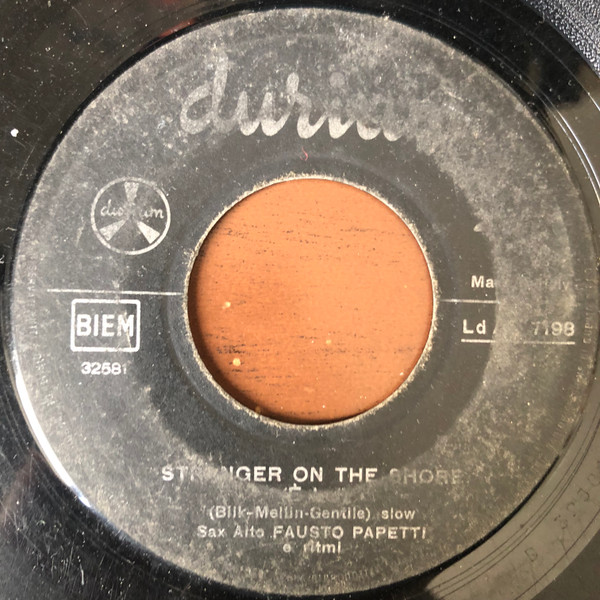 durium
durium
BIEM
32581
Ld 7198
STRANGER ON THE SHORE
(Bilk-Mellin-Gentile) slow
Sax Alto FAUSTO PAPETTI
e ritmi